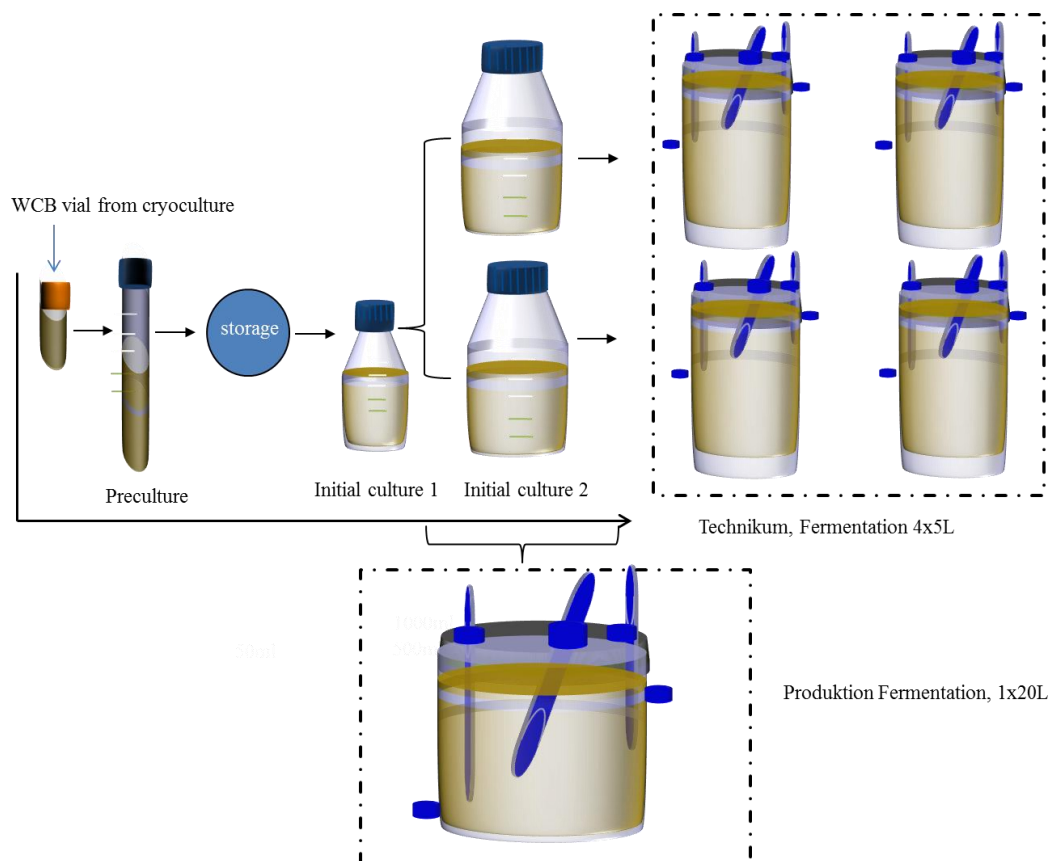 WCB vial from cryoculture
storage
Preculture
Initial culture 1
Initial culture 2
Technikum, Fermentation 4x5L
Produktion Fermentation, 1x20L